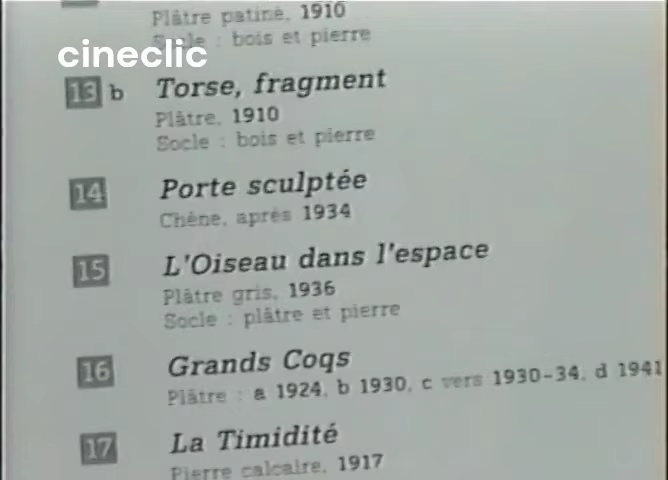 Plâtre patiné, 1910
Socle : bois et pierre
cineclic
13 b Torse, fragment
Plâtre, 1910
Socle : bois et pierre
14 Porte sculptée
Chêne, après 1934
15 L'Oiseau dans l'espace
Plâtre gris, 1936
Socle : plâtre et pierre
16 Grands Coqs
Plâtre : a 1924, b 1930, c vers 1930-34, d 1941
17 La Timidité
Pierre calcaire, 1917